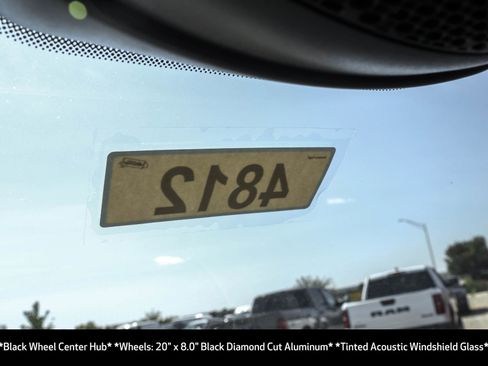 4812
RAM
*Black Wheel Center Hub* *Wheels: 20" x 8.0" Black Diamond Cut Aluminum* *Tinted Acoustic Windshield Glass*